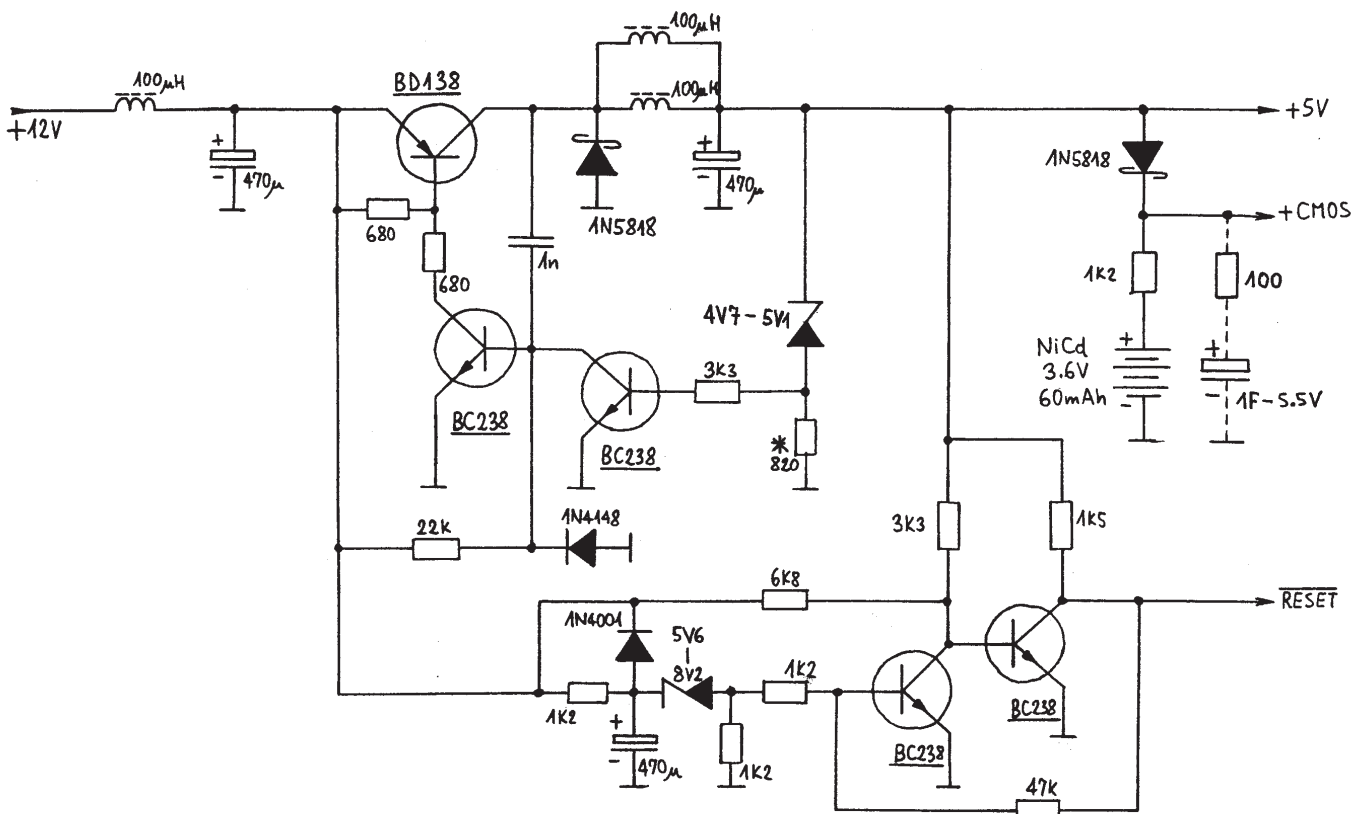 100μH
100μH
100μH
BD138
+12V
+
-
470μ
+
-
470μ
+5V
1N5818
1N5818
+CMOS
680
680
1n
1K2
100
4V7-5V1
NiCd
3.6V
60mAh
+
-
+
-
1F-5.5V
3K3
BC238
BC238
*
820
22K
1N4148
3K3
1K5
6K8
RESET
1N4001
5V6
-
8V2
1K2
1K2
BC238
BC238
+
-
470μ
1K2
47K